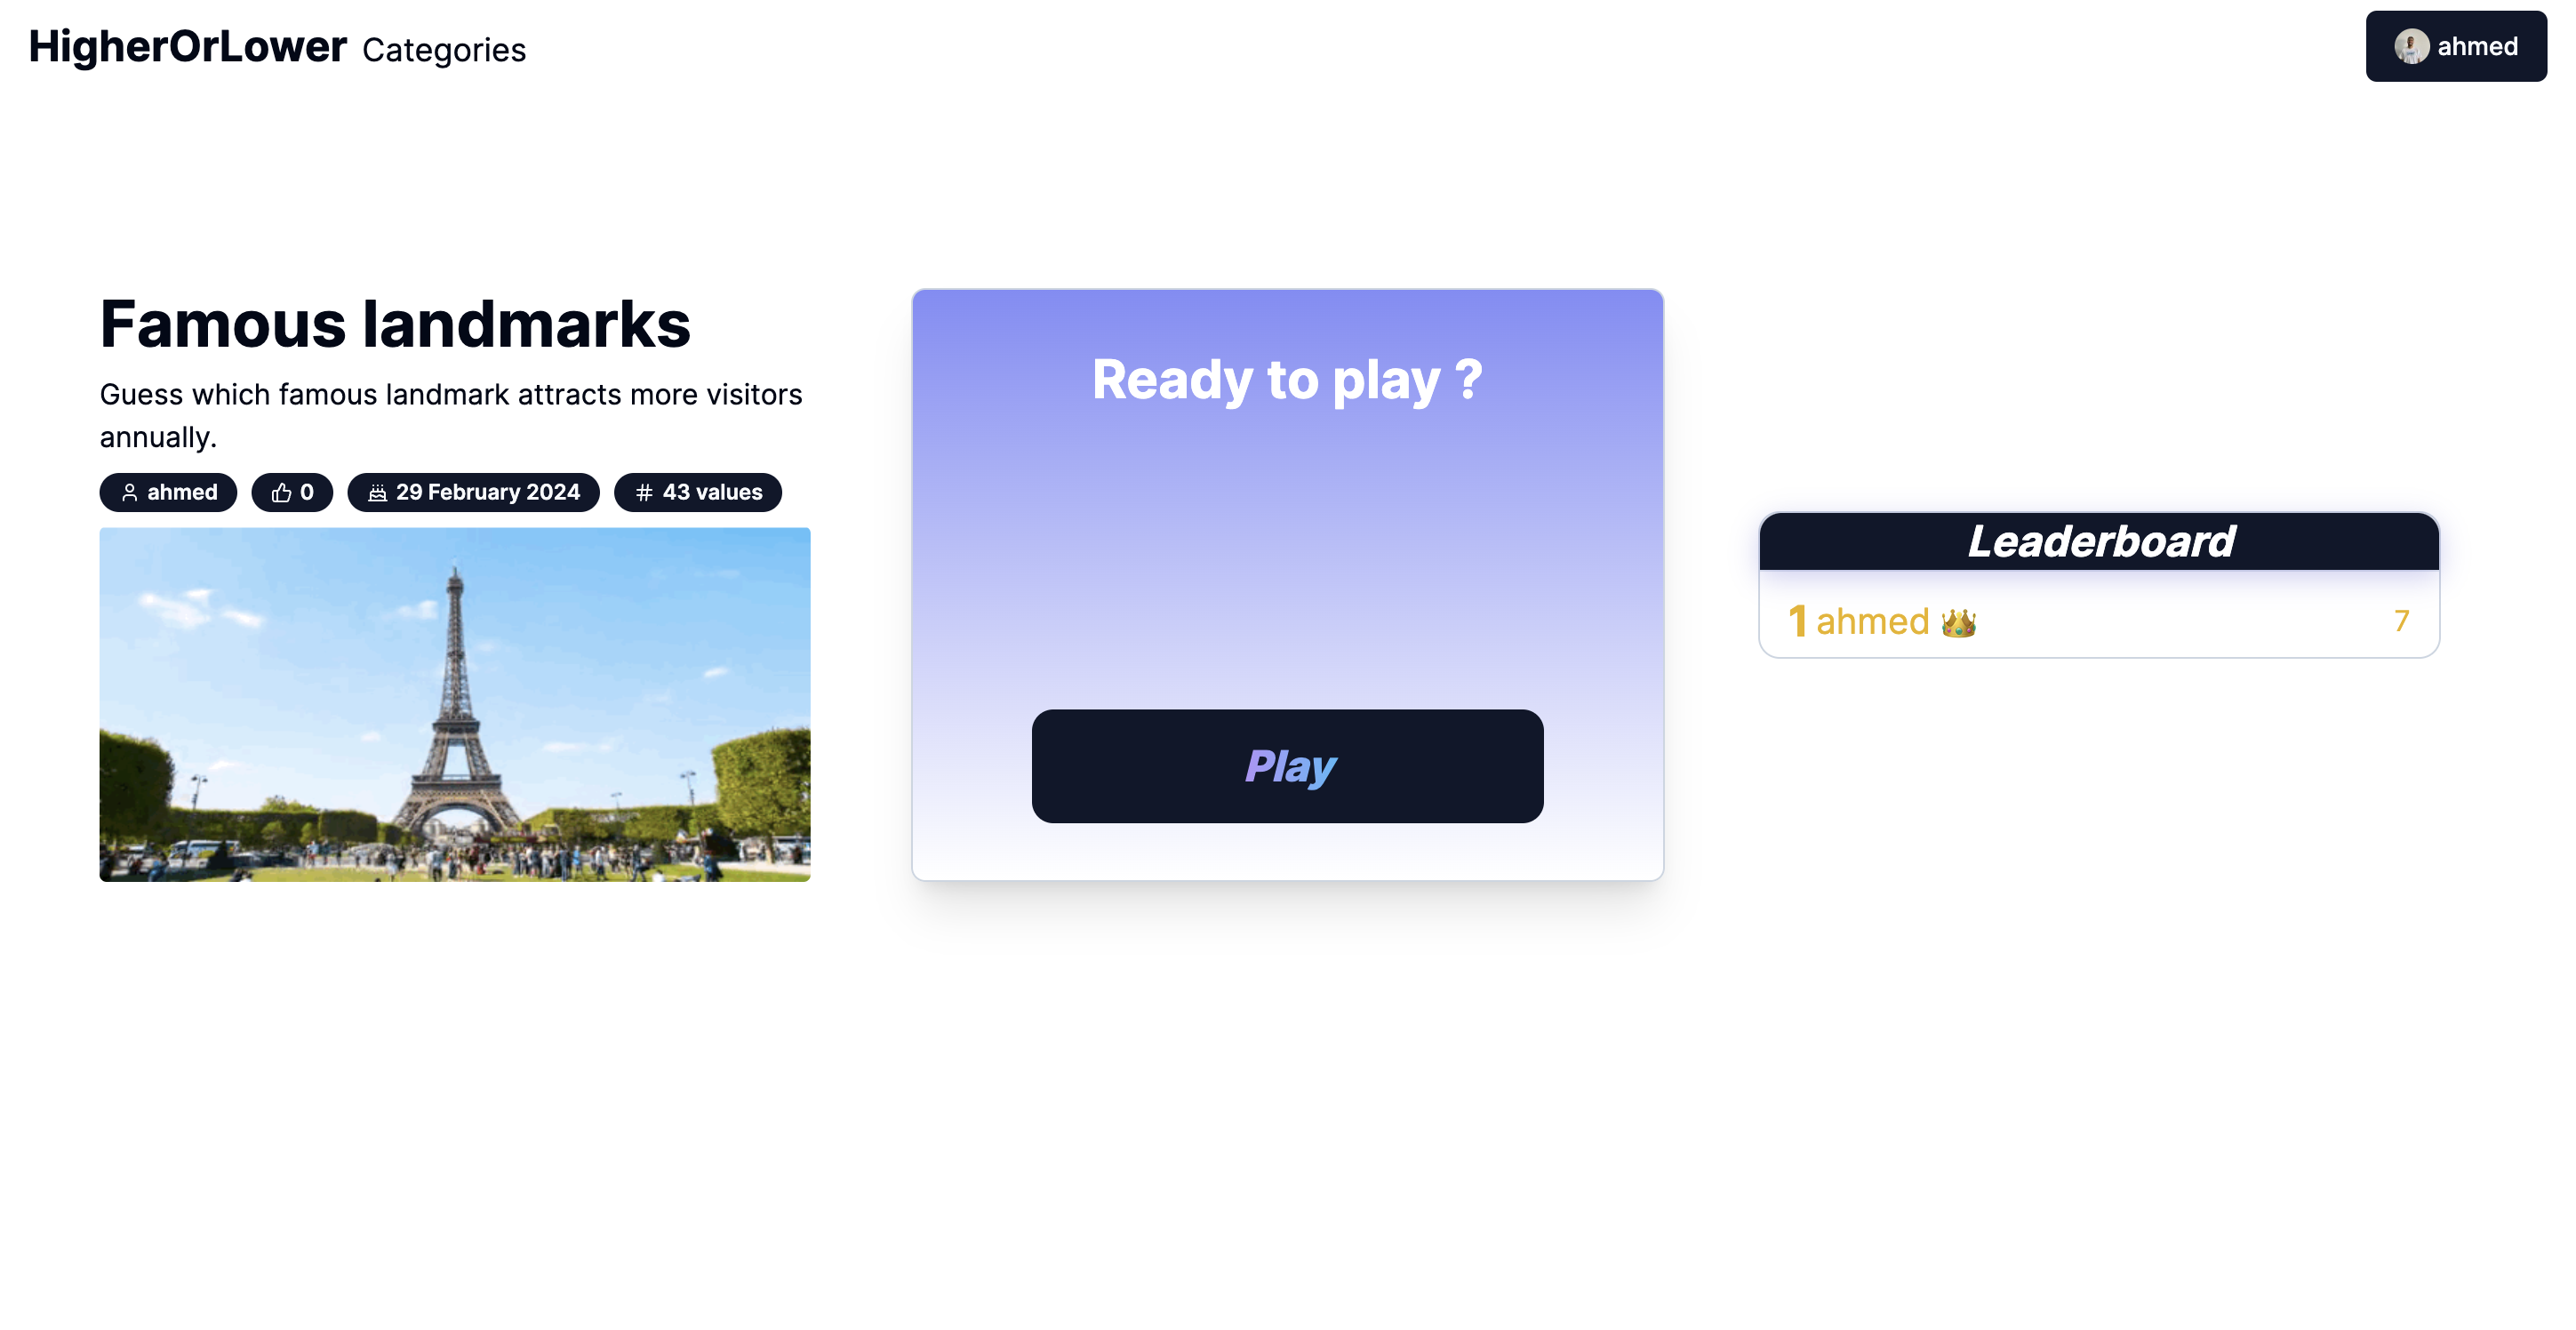 HigherOrLower Categories
ahmed
Famous landmarks
Guess which famous landmark attracts more visitors
annually.
ahmed 0 29 February 2024 # 43 values
Ready to play ?
Play
Leaderboard
1 ahmed 👑 7